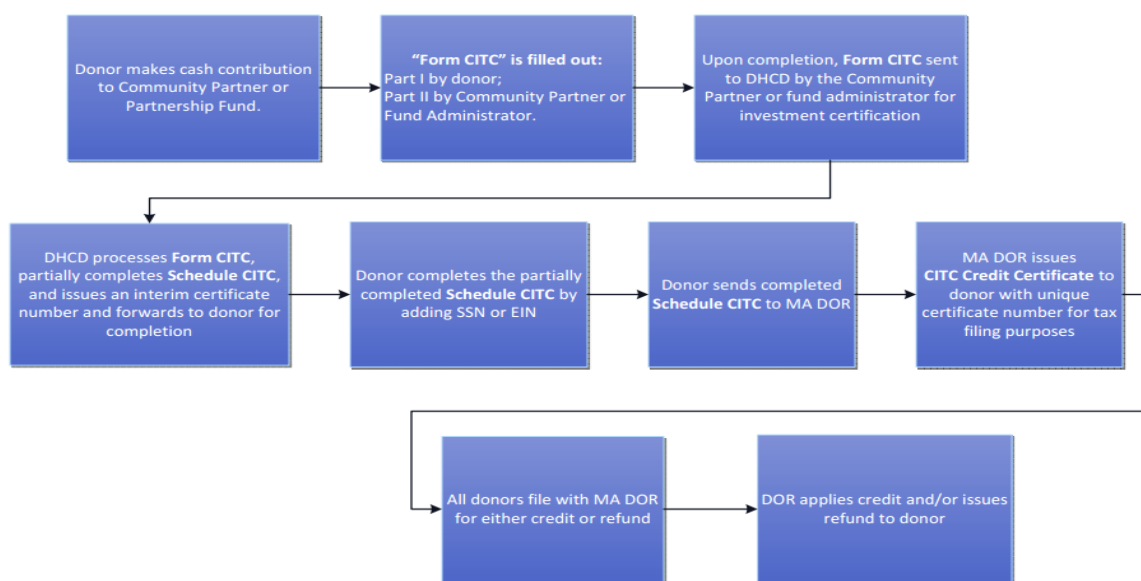 Donor makes cash contribution
to Community Partner or
Partnership Fund.
“Form CITC” is filled out:
Part I by donor;
Part II by Community Partner or
Fund Administrator.
Upon completion, Form CITC sent
to DHCD by the Community
Partner or fund administrator for
investment certification
DHCD processes Form CITC,
partially completes Schedule CITC,
and issues an interim certificate
number and forwards to donor for
completion
Donor completes the partially
completed Schedule CITC by
adding SSN or EIN
Donor sends completed
Schedule CITC to MA DOR
MA DOR issues
CITC Credit Certificate to
donor with unique
certificate number for tax
filing purposes
All donors file with MA DOR
for either credit or refund
DOR applies credit and/or issues
refund to donor